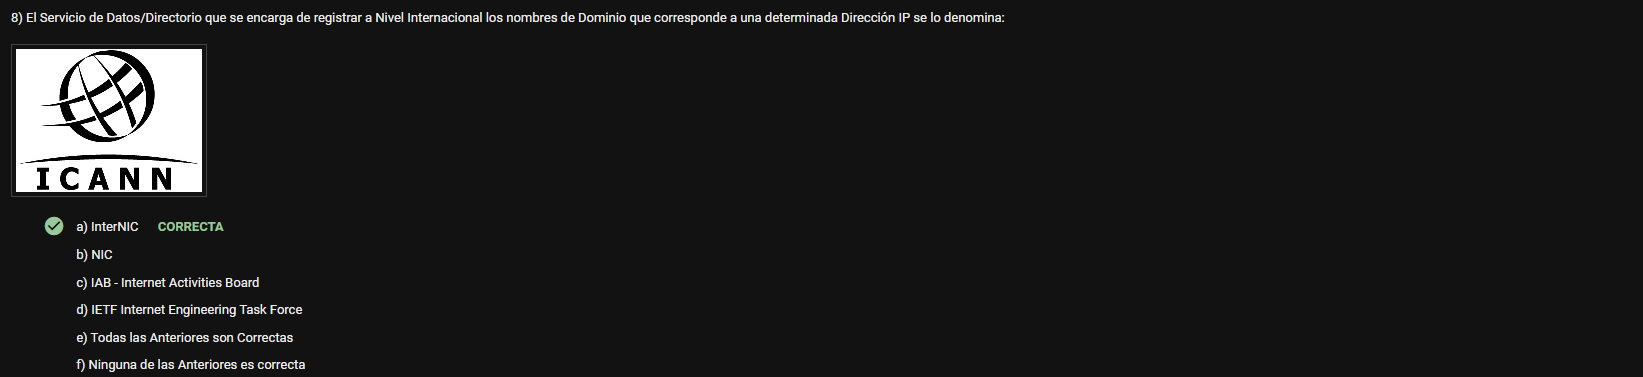 8) El Servicio de Datos/Directorio que se encarga de registrar a Nivel Internacional los nombres de Dominio que corresponde a una determinada Dirección IP se lo denomina:
ICANN
a) InterNIC CORRECTA
b) NIC
c) IAB - Internet Activities Board
d) IETF Internet Engineering Task Force
e) Todas las Anteriores son Correctas
f) Ninguna de las Anteriores es correcta